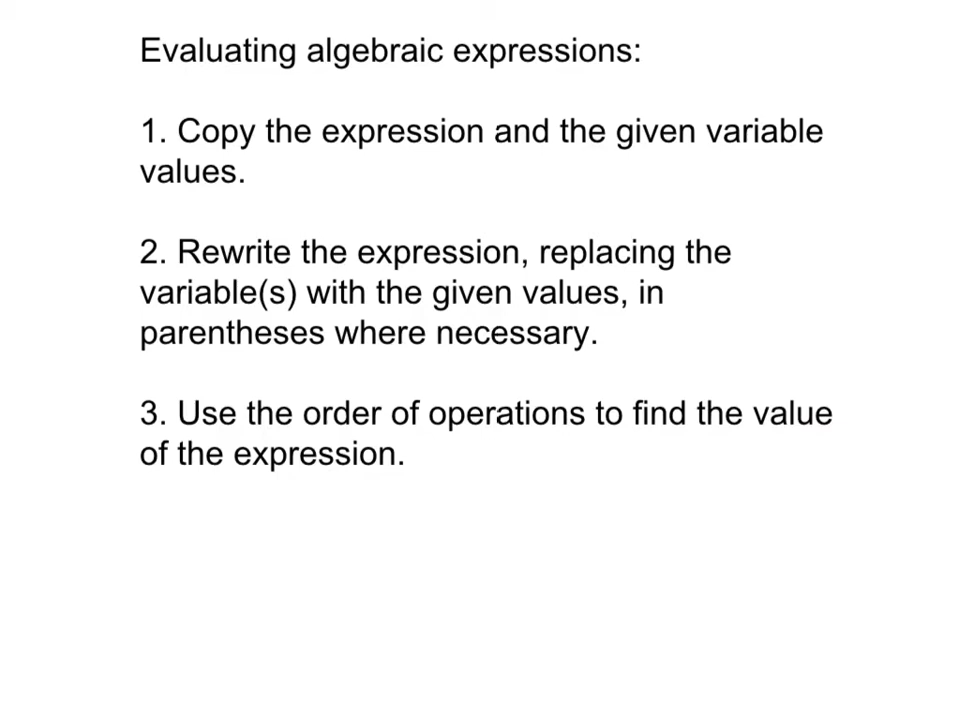 Evaluating algebraic expressions:
1. Copy the expression and the given variable
values.
2. Rewrite the expression, replacing the
variable(s) with the given values, in
parentheses where necessary.
3. Use the order of operations to find the value
of the expression.